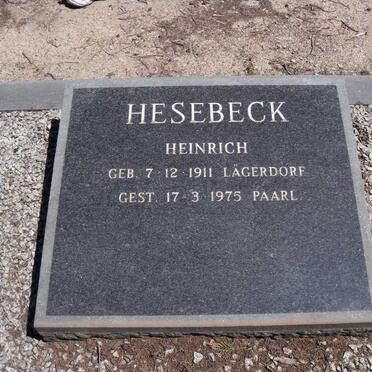 HESEBECK
HEINRICH
GEB. 7-12-1911 LÄGERDORF
GEST. 17-3 1975 PAARL.